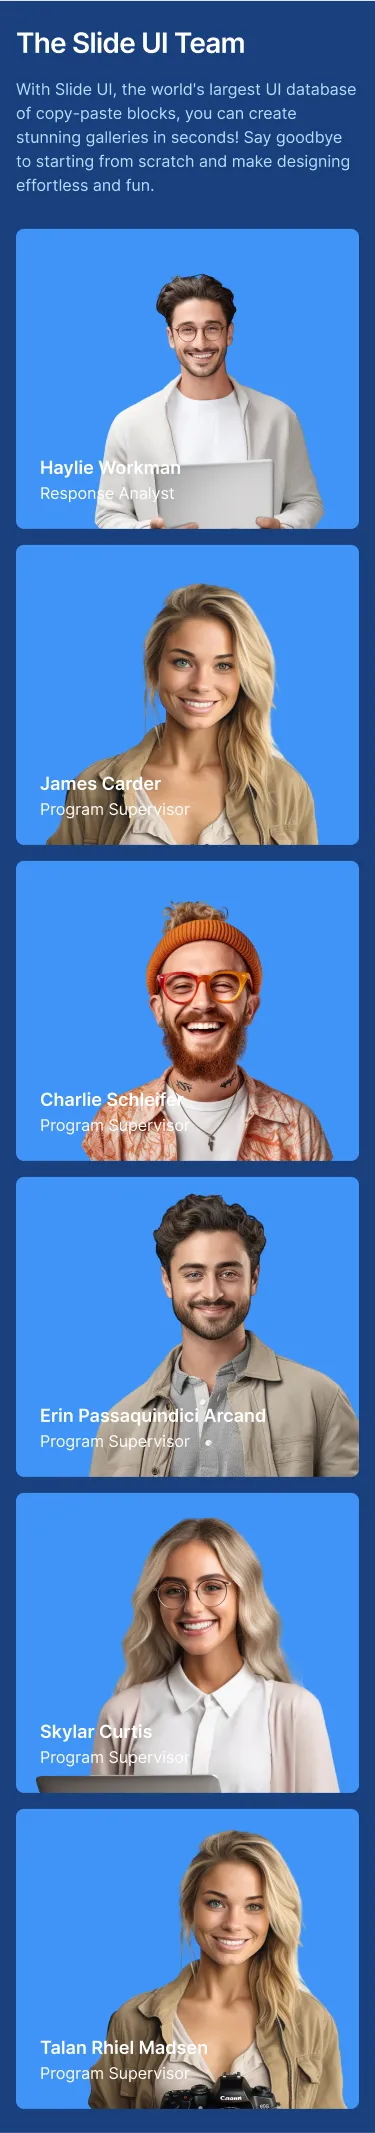 The Slide UI Team
With Slide UI, the world's largest UI database
of copy-paste blocks, you can create
stunning galleries in seconds! Say goodbye
to starting from scratch and make designing
effortless and fun.
Haylie Workman
Response Analyst
James Carder
Program Supervisor
Charlie Schleifer
Program Supervisor
Erin Passaquindici Arcand
Program Supervisor
Skylar Curtis
Program Supervisor
Talan Rhiel Madsen
Program Supervisor
Canon
EOS